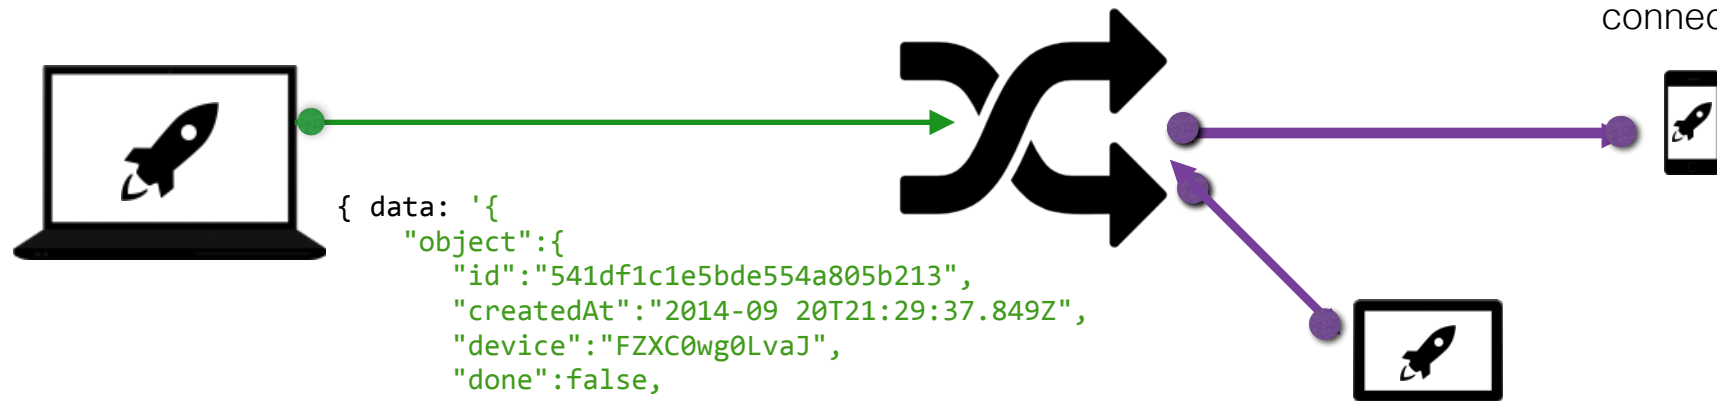 connec
{ data: '{
"object":{
"id":"541df1c1e5bde554a805b213",
"createdAt":"2014-09 20T21:29:37.849Z",
"device":"FZXC0wg0LvaJ",
"done":false,